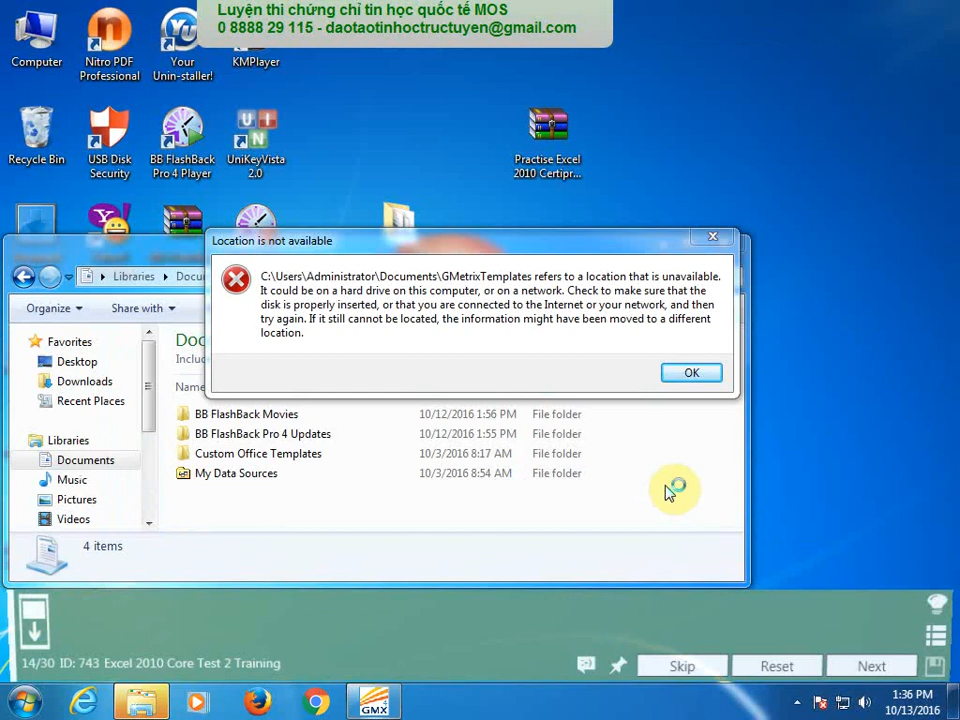 Luyện thi chứng chỉ tin học quốc tế MOS
0 8888 29 115 - daotaotinhoctructuyen@gmail.com
Computer
Nitro PDF
Professional
Your
Unin-staller!
KMPlayer
Recycle Bin
USB Disk
Security
BB FlashBack
Pro 4 Player
UniKeyVista
2.0
Practise Excel
2010 Certipr...
Location is not available
C:\Users\Administrator\Documents\GMetrixTemplates refers to a location that is unavailable.
It could be on a hard drive on this computer, or on a network. Check to make sure that the
disk is properly inserted, or that you are connected to the Internet or your network, and then
try again. If it still cannot be located, the information might have been moved to a different
location.
OK
Libraries
Organize
Share with
Favorites
Desktop
Downloads
Recent Places
Libraries
Documents
Music
Pictures
Videos
BB FlashBack Movies 10/12/2016 1:56 PM File folder
BB FlashBack Pro 4 Updates 10/12/2016 1:55 PM File folder
Custom Office Templates 10/3/2016 8:17 AM File folder
My Data Sources 10/3/2016 8:54 AM File folder
4 items
14/30 ID: 743 Excel 2010 Core Test 2 Training
Skip
Reset
Next
GMX
1:36 PM
10/13/2016